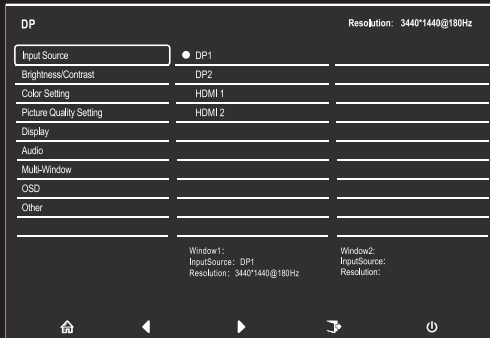 DP
Resolution: 3440*1440@180Hz
Input Source
DP1
Brightness/Contrast
DP2
Color Setting
HDMI 1
Picture Quality Setting
HDMI 2
Display
Audio
Multi-Window
OSD
Other
Window1:
InputSource: DP1
Resolution: 3440*1440@180Hz
Window2:
InputSource:
Resolution: